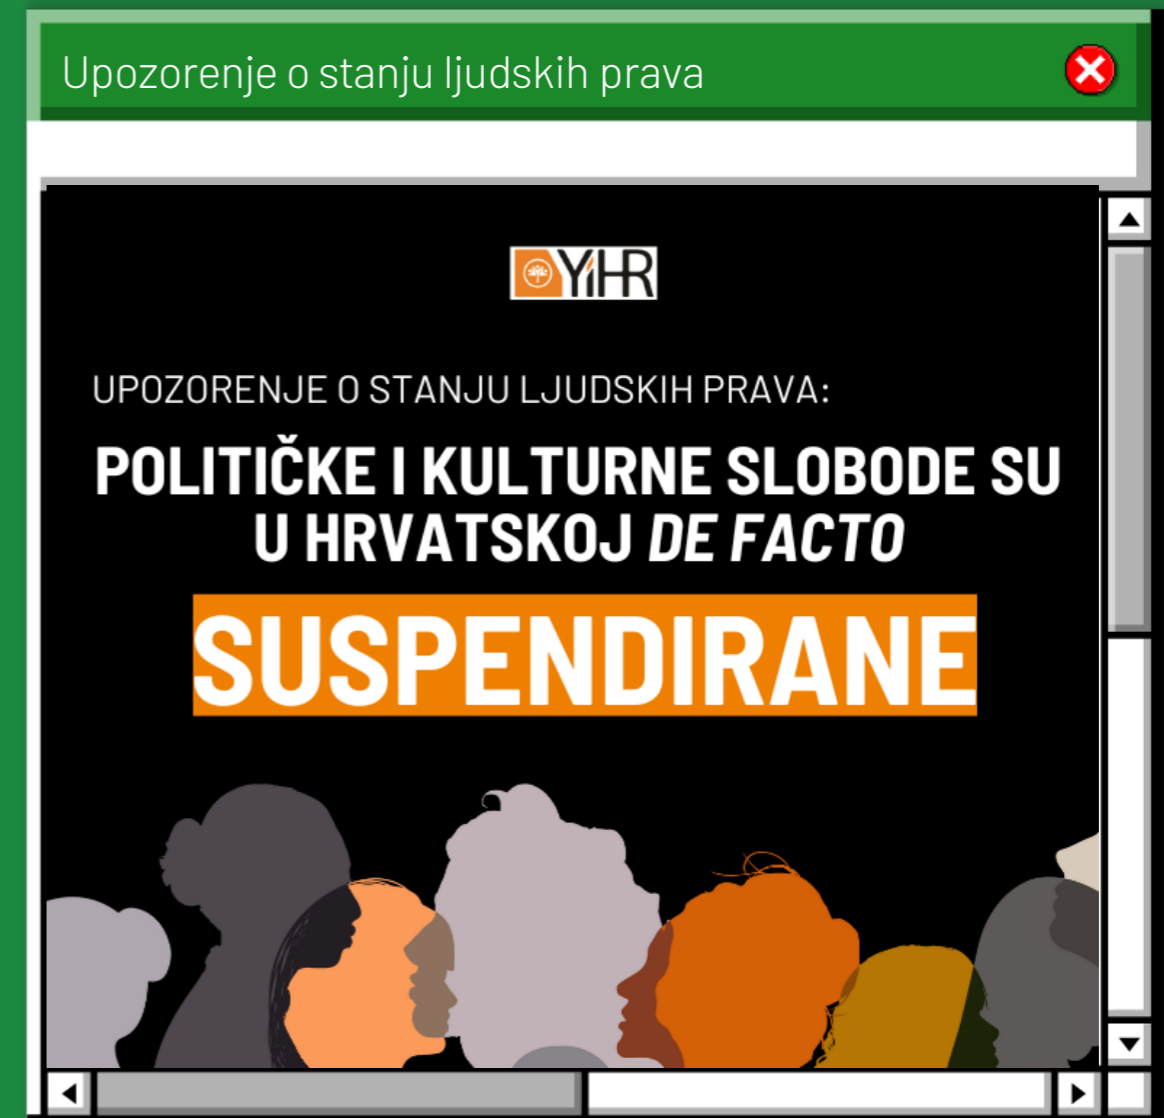 Upozorenje o stanju ljudskih prava
YIHR
UPOZORENJE O STANJU LJUDSKIH PRAVA:
POLITIČKE I KULTURNE SLOBODE SU
U HRVATSKOJ DE FACTO
SUSPENDIRANE